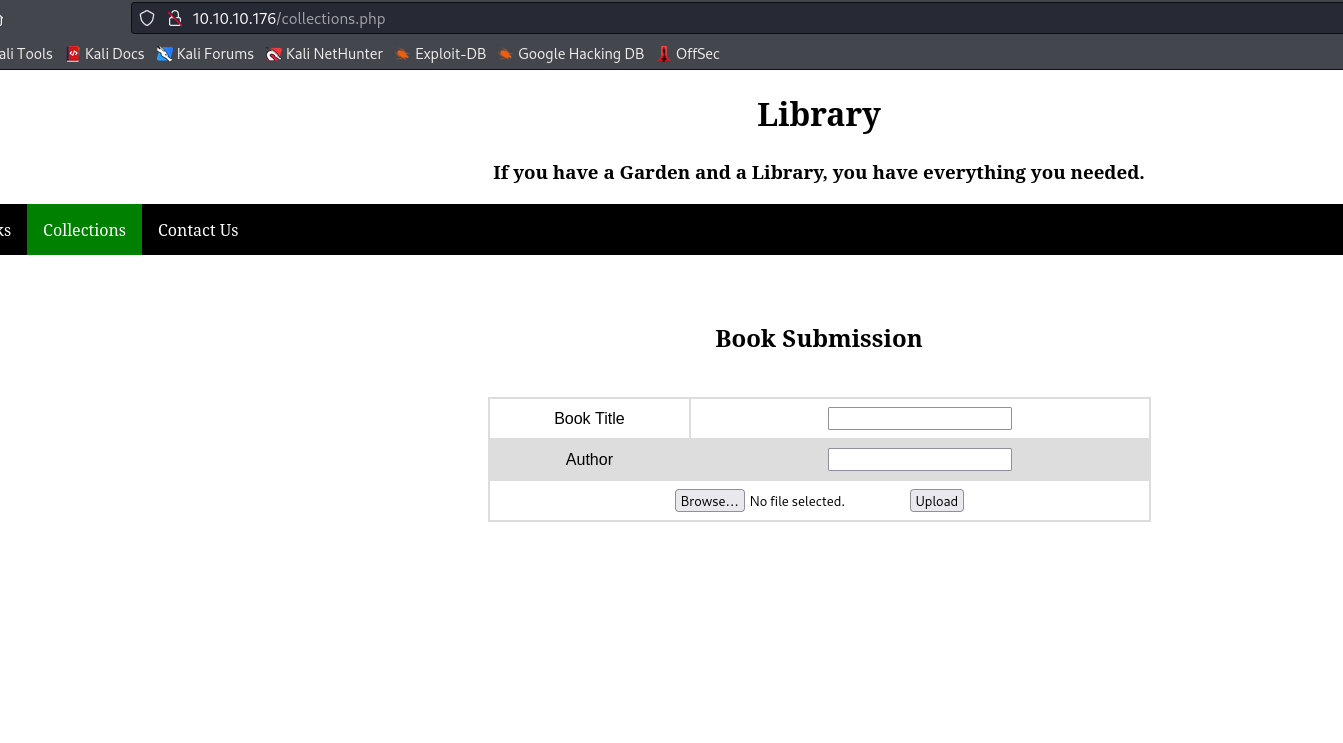 10.10.10.176/collections.php
ali Tools Kali Docs Kali Forums Kali NetHunter Exploit-DB Google Hacking DB OffSec
Library
If you have a Garden and a Library, you have everything you needed.
ks Collections Contact Us
Book Submission
Book Title
Author
Browse... No file selected. Upload